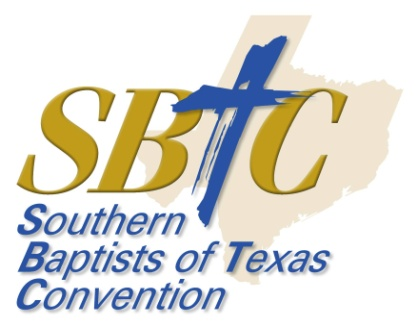 SBTC
Southern
Baptists of Texas
Convention